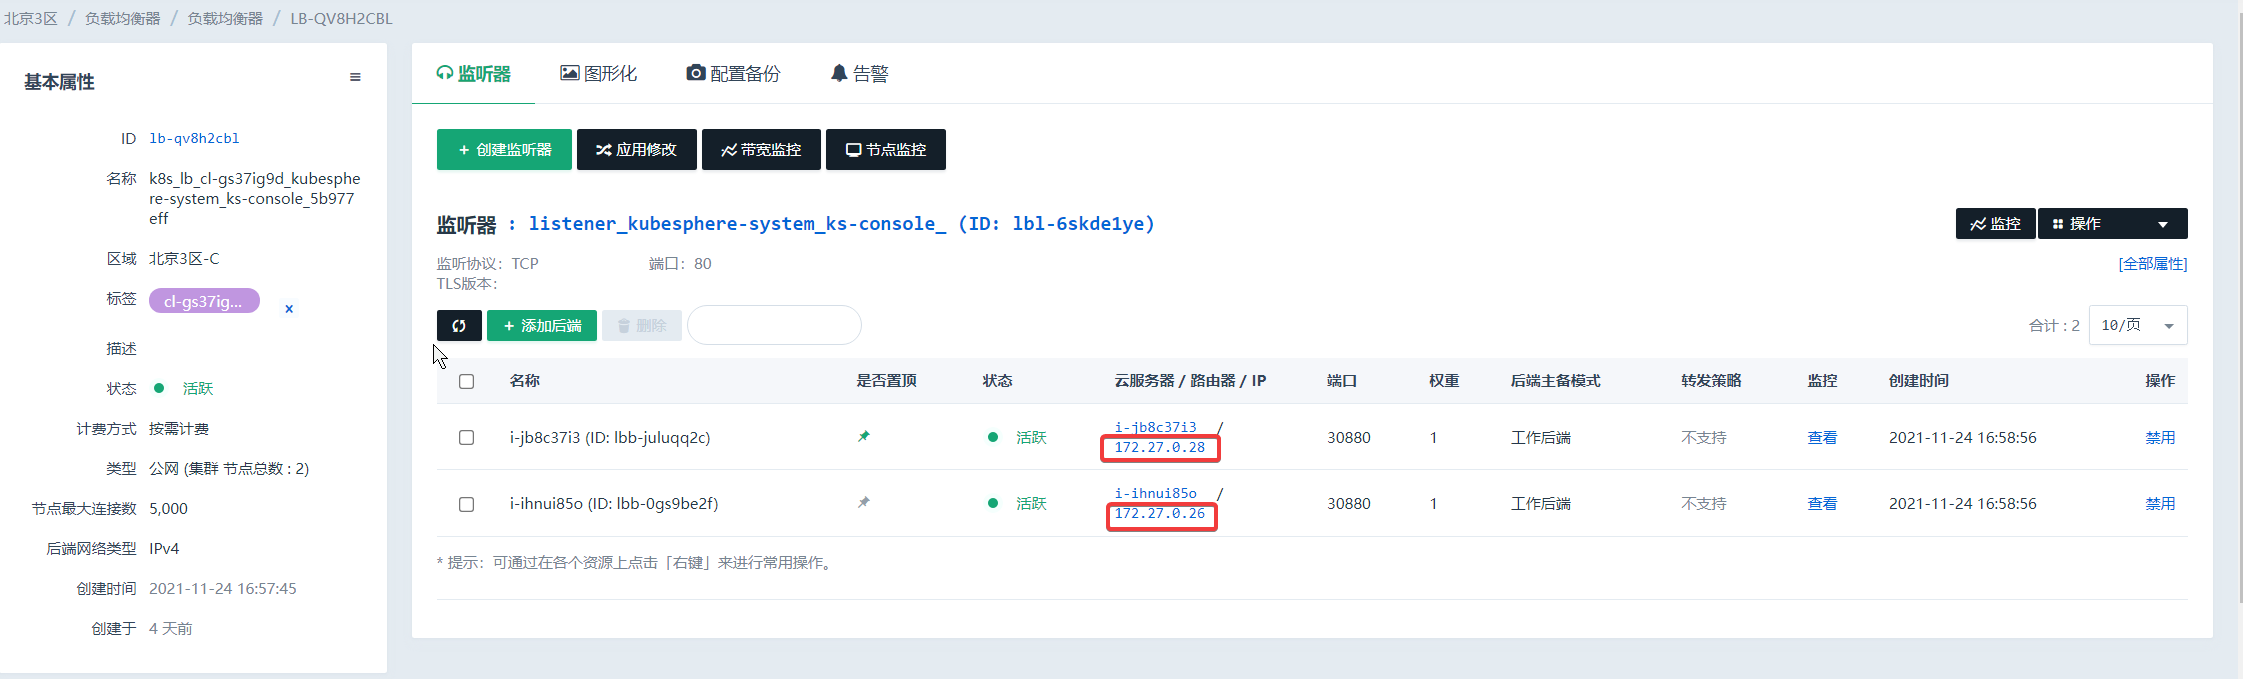 北京3区 / 负载均衡器 / 负载均衡器 / LB-QV8H2CBL
基本属性
ID lb-qv8h2cbl
名称 k8s_lb_cl-gs37ig9d_kubesphe
re-system_ks-console_5b977
eff
区域 北京3区-C
标签 cl-gs37ig... x
描述
状态 活跃
计费方式 按需计费
类型 公网 (集群 节点总数 : 2)
节点最大连接数 5,000
后端网络类型 IPv4
创建时间 2021-11-24 16:57:45
创建于 4 天前
监听器 图形化 配置备份 告警
+ 创建监听器 应用修改 带宽监控 节点监控
监听器 : listener_kubesphere-system_ks-console_ (ID: lbl-6skde1ye) 监控 操作
监听协议: TCP 端口: 80 [全部属性]
TLS版本:
+ 添加后端 删除 合计 : 2 10/页
名称 是否置顶 状态 云服务器 / 路由器 / IP 端口 权重 后端主备模式 转发策略 监控 创建时间 操作
i-jb8c37i3 (ID: lbb-juluqq2c) 活跃 i-jb8c37i3 / 30880 1 工作后端 不支持 查看 2021-11-24 16:58:56 禁用
172.27.0.28
i-ihnui85o (ID: lbb-0gs9be2f) 活跃 i-ihnui85o / 30880 1 工作后端 不支持 查看 2021-11-24 16:58:56 禁用
172.27.0.26
* 提示：可通过在各个资源上点击「右键」来进行常用操作。